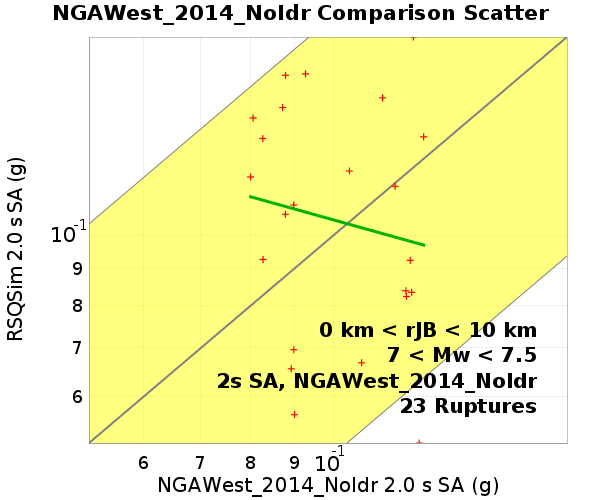 NGAWest_2014_NoIdr Comparison Scatter
RSQSim 2.0 s SA (g)
10-1
9
8
7
6
0 km < rJB < 10 km
7 < Mw < 7.5
2s SA, NGAWest_2014_NoIdr
23 Ruptures
6 7 8 9 10-1
NGAWest_2014_NoIdr 2.0 s SA (g)